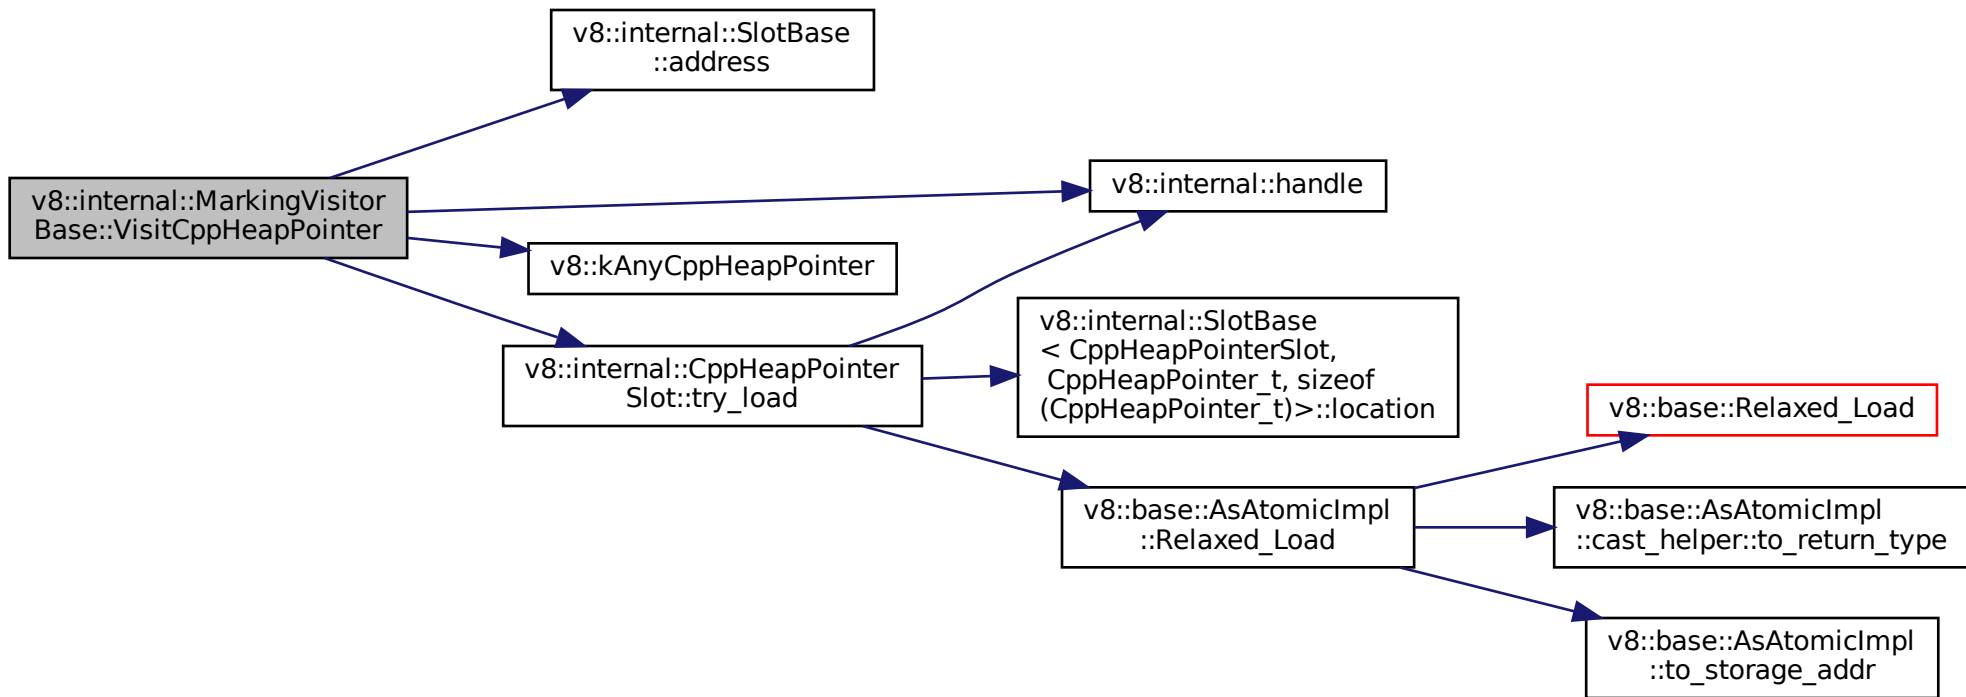 v8::internal::SlotBase
::address
v8::internal::MarkingVisitor
Base::VisitCppHeapPointer
v8::internal::handle
v8::kAnyCppHeapPointer
v8::internal::CppHeapPointer
Slot::try_load
v8::internal::SlotBase
< CppHeapPointerSlot,
CppHeapPointer_t, sizeof
(CppHeapPointer_t)>::location
v8::base::Relaxed_Load
v8::base::AsAtomicImpl
::Relaxed_Load
v8::base::AsAtomicImpl
::cast_helper::to_return_type
v8::base::AsAtomicImpl
::to_storage_addr